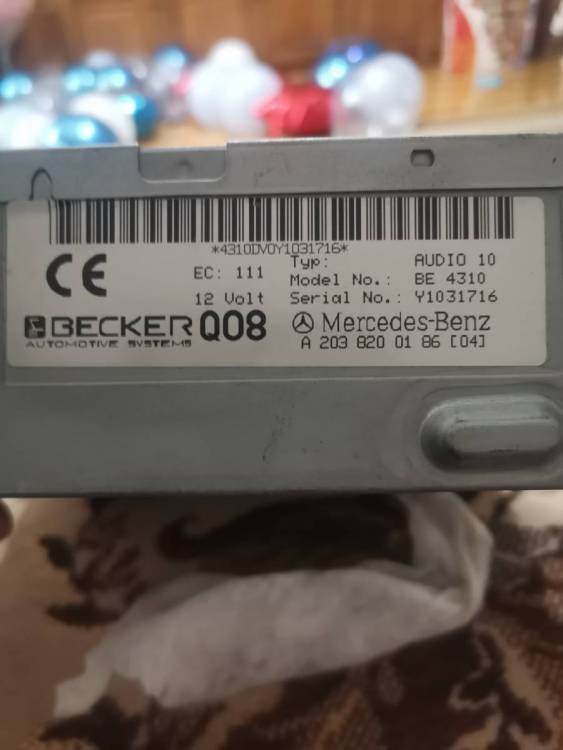 *4310DV0Y1031716*
CE
EC: 111
12 Volt
Typ: AUDIO 10
Model No.: BE 4310
Serial No.: Y1031716
BECKER Q08
AUTOMOTIVE SYSTEMS
Mercedes-Benz
A 203 820 01 86 [04]